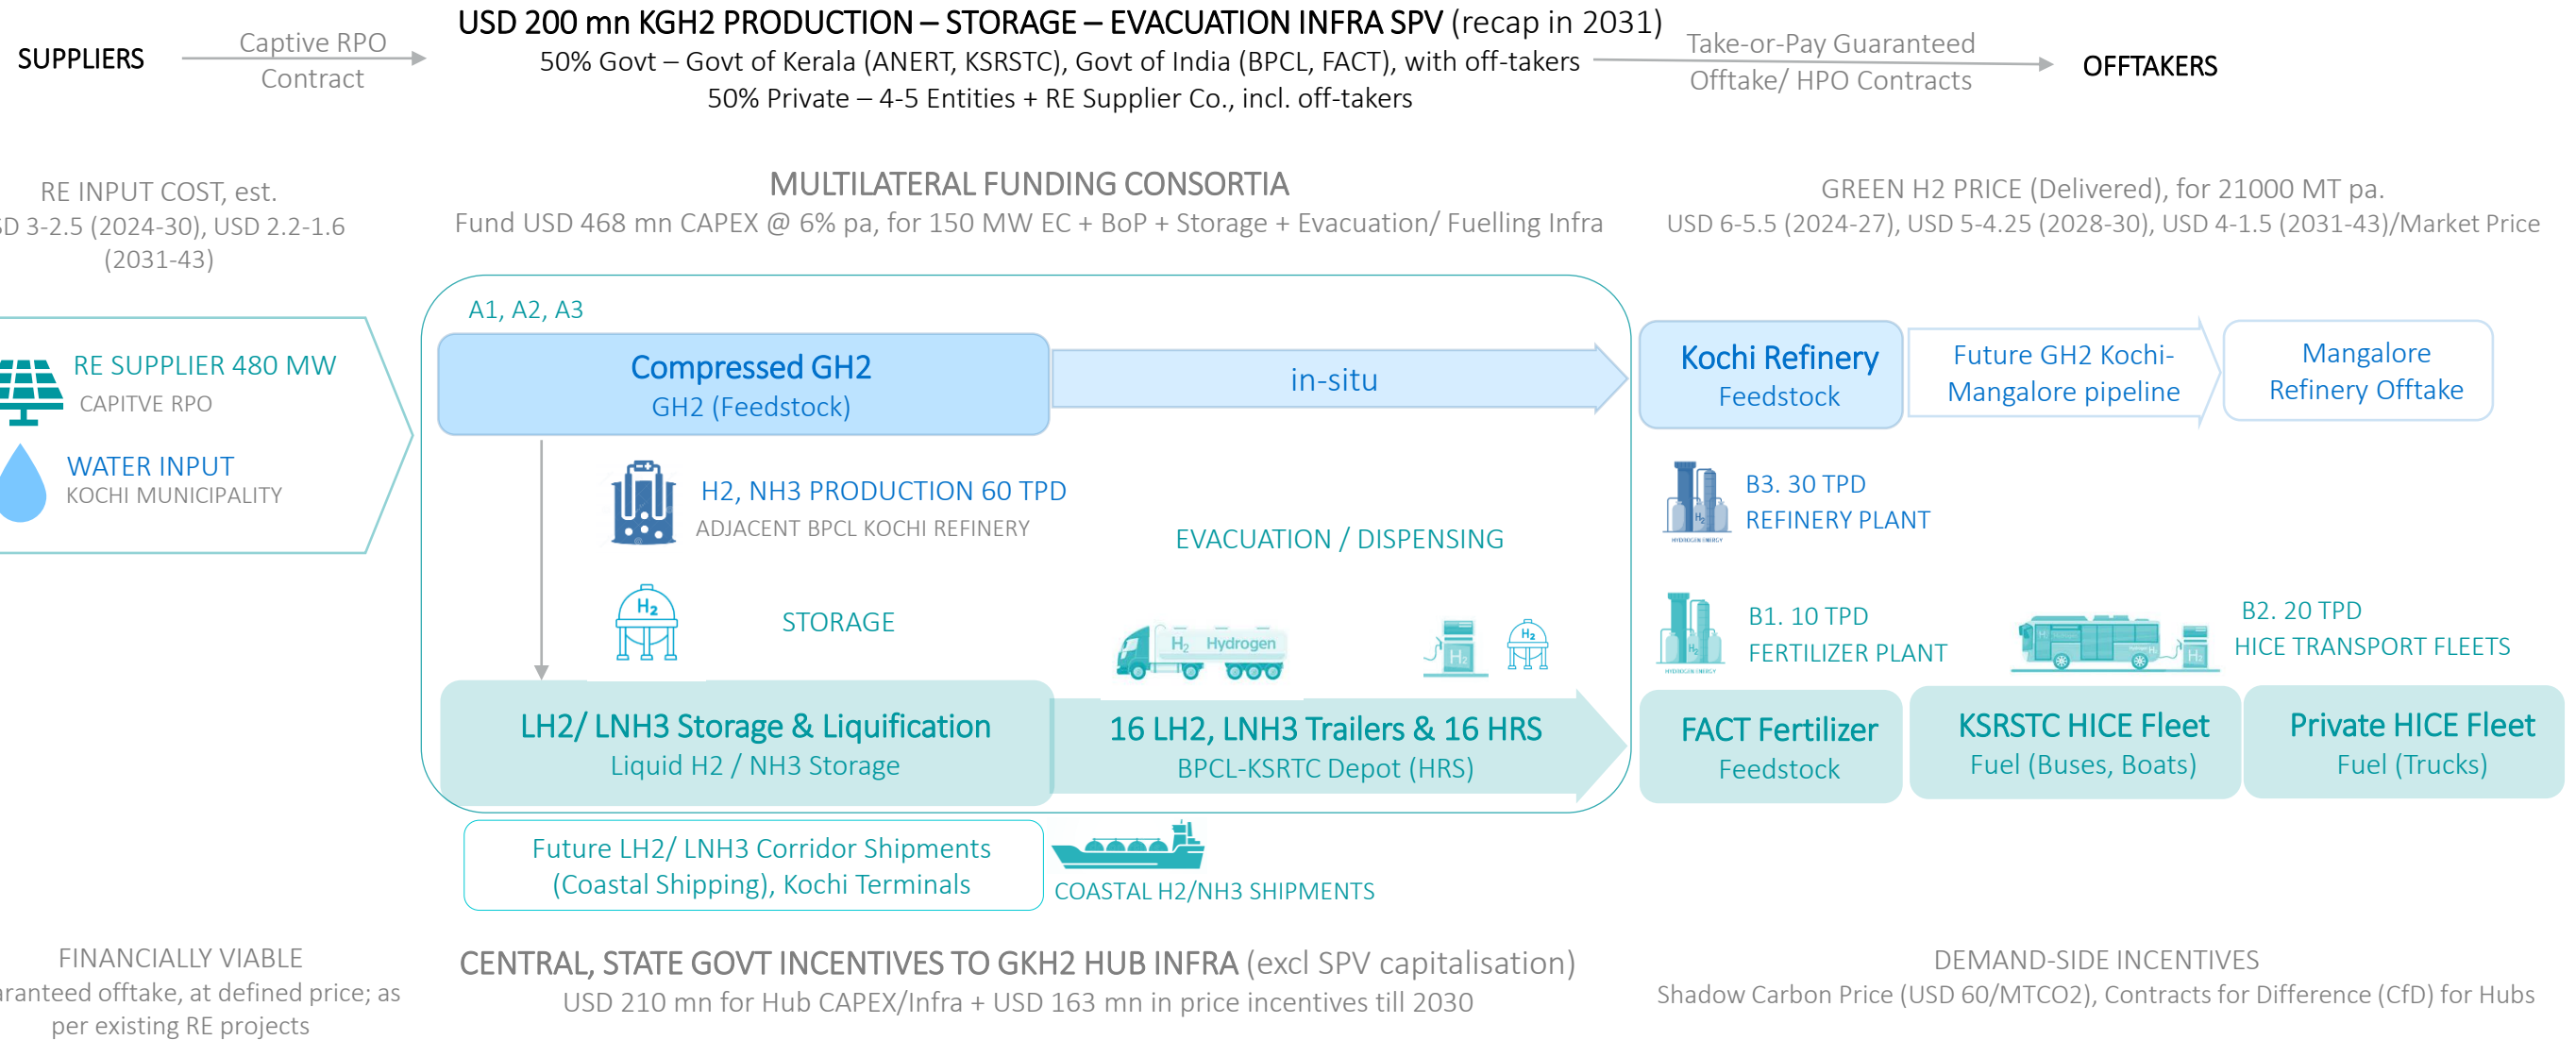 USD 200 mn KGH2 PRODUCTION – STORAGE – EVACUATION INFRA SPV (recap in 2031)
50% Govt – Govt of Kerala (ANERT, KSRSTC), Govt of India (BPCL, FACT), with off-takers
50% Private – 4-5 Entities + RE Supplier Co., incl. off-takers
SUPPLIERS
Captive RPO
Contract
Take-or-Pay Guaranteed
Offtake/ HPO Contracts
OFFTAKERS
RE INPUT COST, est.
3-2.5 (2024-30), USD 2.2-1.6
(2031-43)
MULTILATERAL FUNDING CONSORTIA
Fund USD 468 mn CAPEX @ 6% pa, for 150 MW EC + BoP + Storage + Evacuation/ Fuelling Infra
GREEN H2 PRICE (Delivered), for 21000 MT pa.
USD 6-5.5 (2024-27), USD 5-4.25 (2028-30), USD 4-1.5 (2031-43)/Market Price
RE SUPPLIER 480 MW
CAPITVE RPO
WATER INPUT
KOCHI MUNICIPALITY
A1, A2, A3
Compressed GH2
GH2 (Feedstock)
in-situ
Kochi Refinery
Feedstock
Future GH2 Kochi-
Mangalore pipeline
Mangalore
Refinery Offtake
H2, NH3 PRODUCTION 60 TPD
ADJACENT BPCL KOCHI REFINERY
EVACUATION / DISPENSING
H2
HYDROGEN ENERGY
B3. 30 TPD
REFINERY PLANT
H2
STORAGE
H2 Hydrogen
H2
H2
H2
HYDROGEN ENERGY
B1. 10 TPD
FERTILIZER PLANT
H2
B2. 20 TPD
HICE TRANSPORT FLEETS
LH2/ LNH3 Storage & Liquification
Liquid H2 / NH3 Storage
16 LH2, LNH3 Trailers & 16 HRS
BPCL-KSRTC Depot (HRS)
FACT Fertilizer
Feedstock
KSRSTC HICE Fleet
Fuel (Buses, Boats)
Private HICE Fleet
Fuel (Trucks)
Future LH2/ LNH3 Corridor Shipments
(Coastal Shipping), Kochi Terminals
COASTAL H2/NH3 SHIPMENTS
FINANCIALLY VIABLE
offtake, at defined price; as
per existing RE projects
CENTRAL, STATE GOVT INCENTIVES TO GKH2 HUB INFRA (excl SPV capitalisation)
USD 210 mn for Hub CAPEX/Infra + USD 163 mn in price incentives till 2030
DEMAND-SIDE INCENTIVES
Shadow Carbon Price (USD 60/MTCO2), Contracts for Difference (CfD) for Hubs